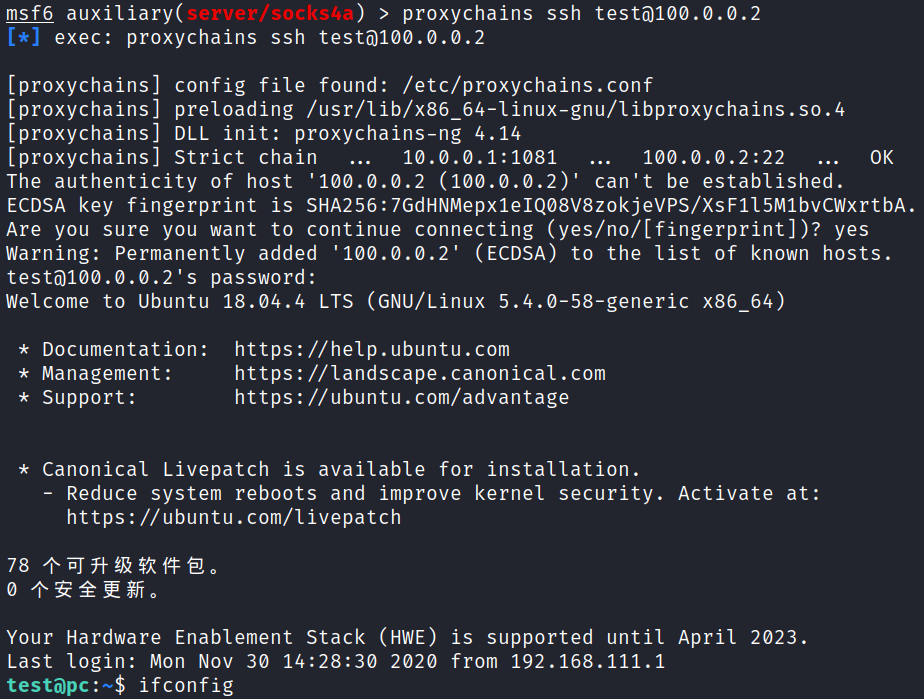 msf6 auxiliary(server/socks4a) > proxychains ssh test@100.0.0.2
[*] exec: proxychains ssh test@100.0.0.2
[proxychains] config file found: /etc/proxychains.conf
[proxychains] preloading /usr/lib/x86_64-linux-gnu/libproxychains.so.4
[proxychains] DLL init: proxychains-ng 4.14
[proxychains] Strict chain  ...  10.0.0.1:1081  ...  100.0.0.2:22  ...  OK
The authenticity of host '100.0.0.2 (100.0.0.2)' can't be established.
ECDSA key fingerprint is SHA256:7GdHNMepx1eIQ08V8zokjeVPS/XsF1l5M1bvCWxrtbA.
Are you sure you want to continue connecting (yes/no/[fingerprint])? yes
Warning: Permanently added '100.0.0.2' (ECDSA) to the list of known hosts.
test@100.0.0.2's password:
Welcome to Ubuntu 18.04.4 LTS (GNU/Linux 5.4.0-58-generic x86_64)
* Documentation:  https://help.ubuntu.com
* Management:     https://landscape.canonical.com
* Support:        https://ubuntu.com/advantage
* Canonical Livepatch is available for installation.
- Reduce system reboots and improve kernel security. Activate at:
https://ubuntu.com/livepatch
78 个可升级软件包。
0 个安全更新。
Your Hardware Enablement Stack (HWE) is supported until April 2023.
Last login: Mon Nov 30 14:28:30 2020 from 192.168.111.1
test@pc:~$ ifconfig